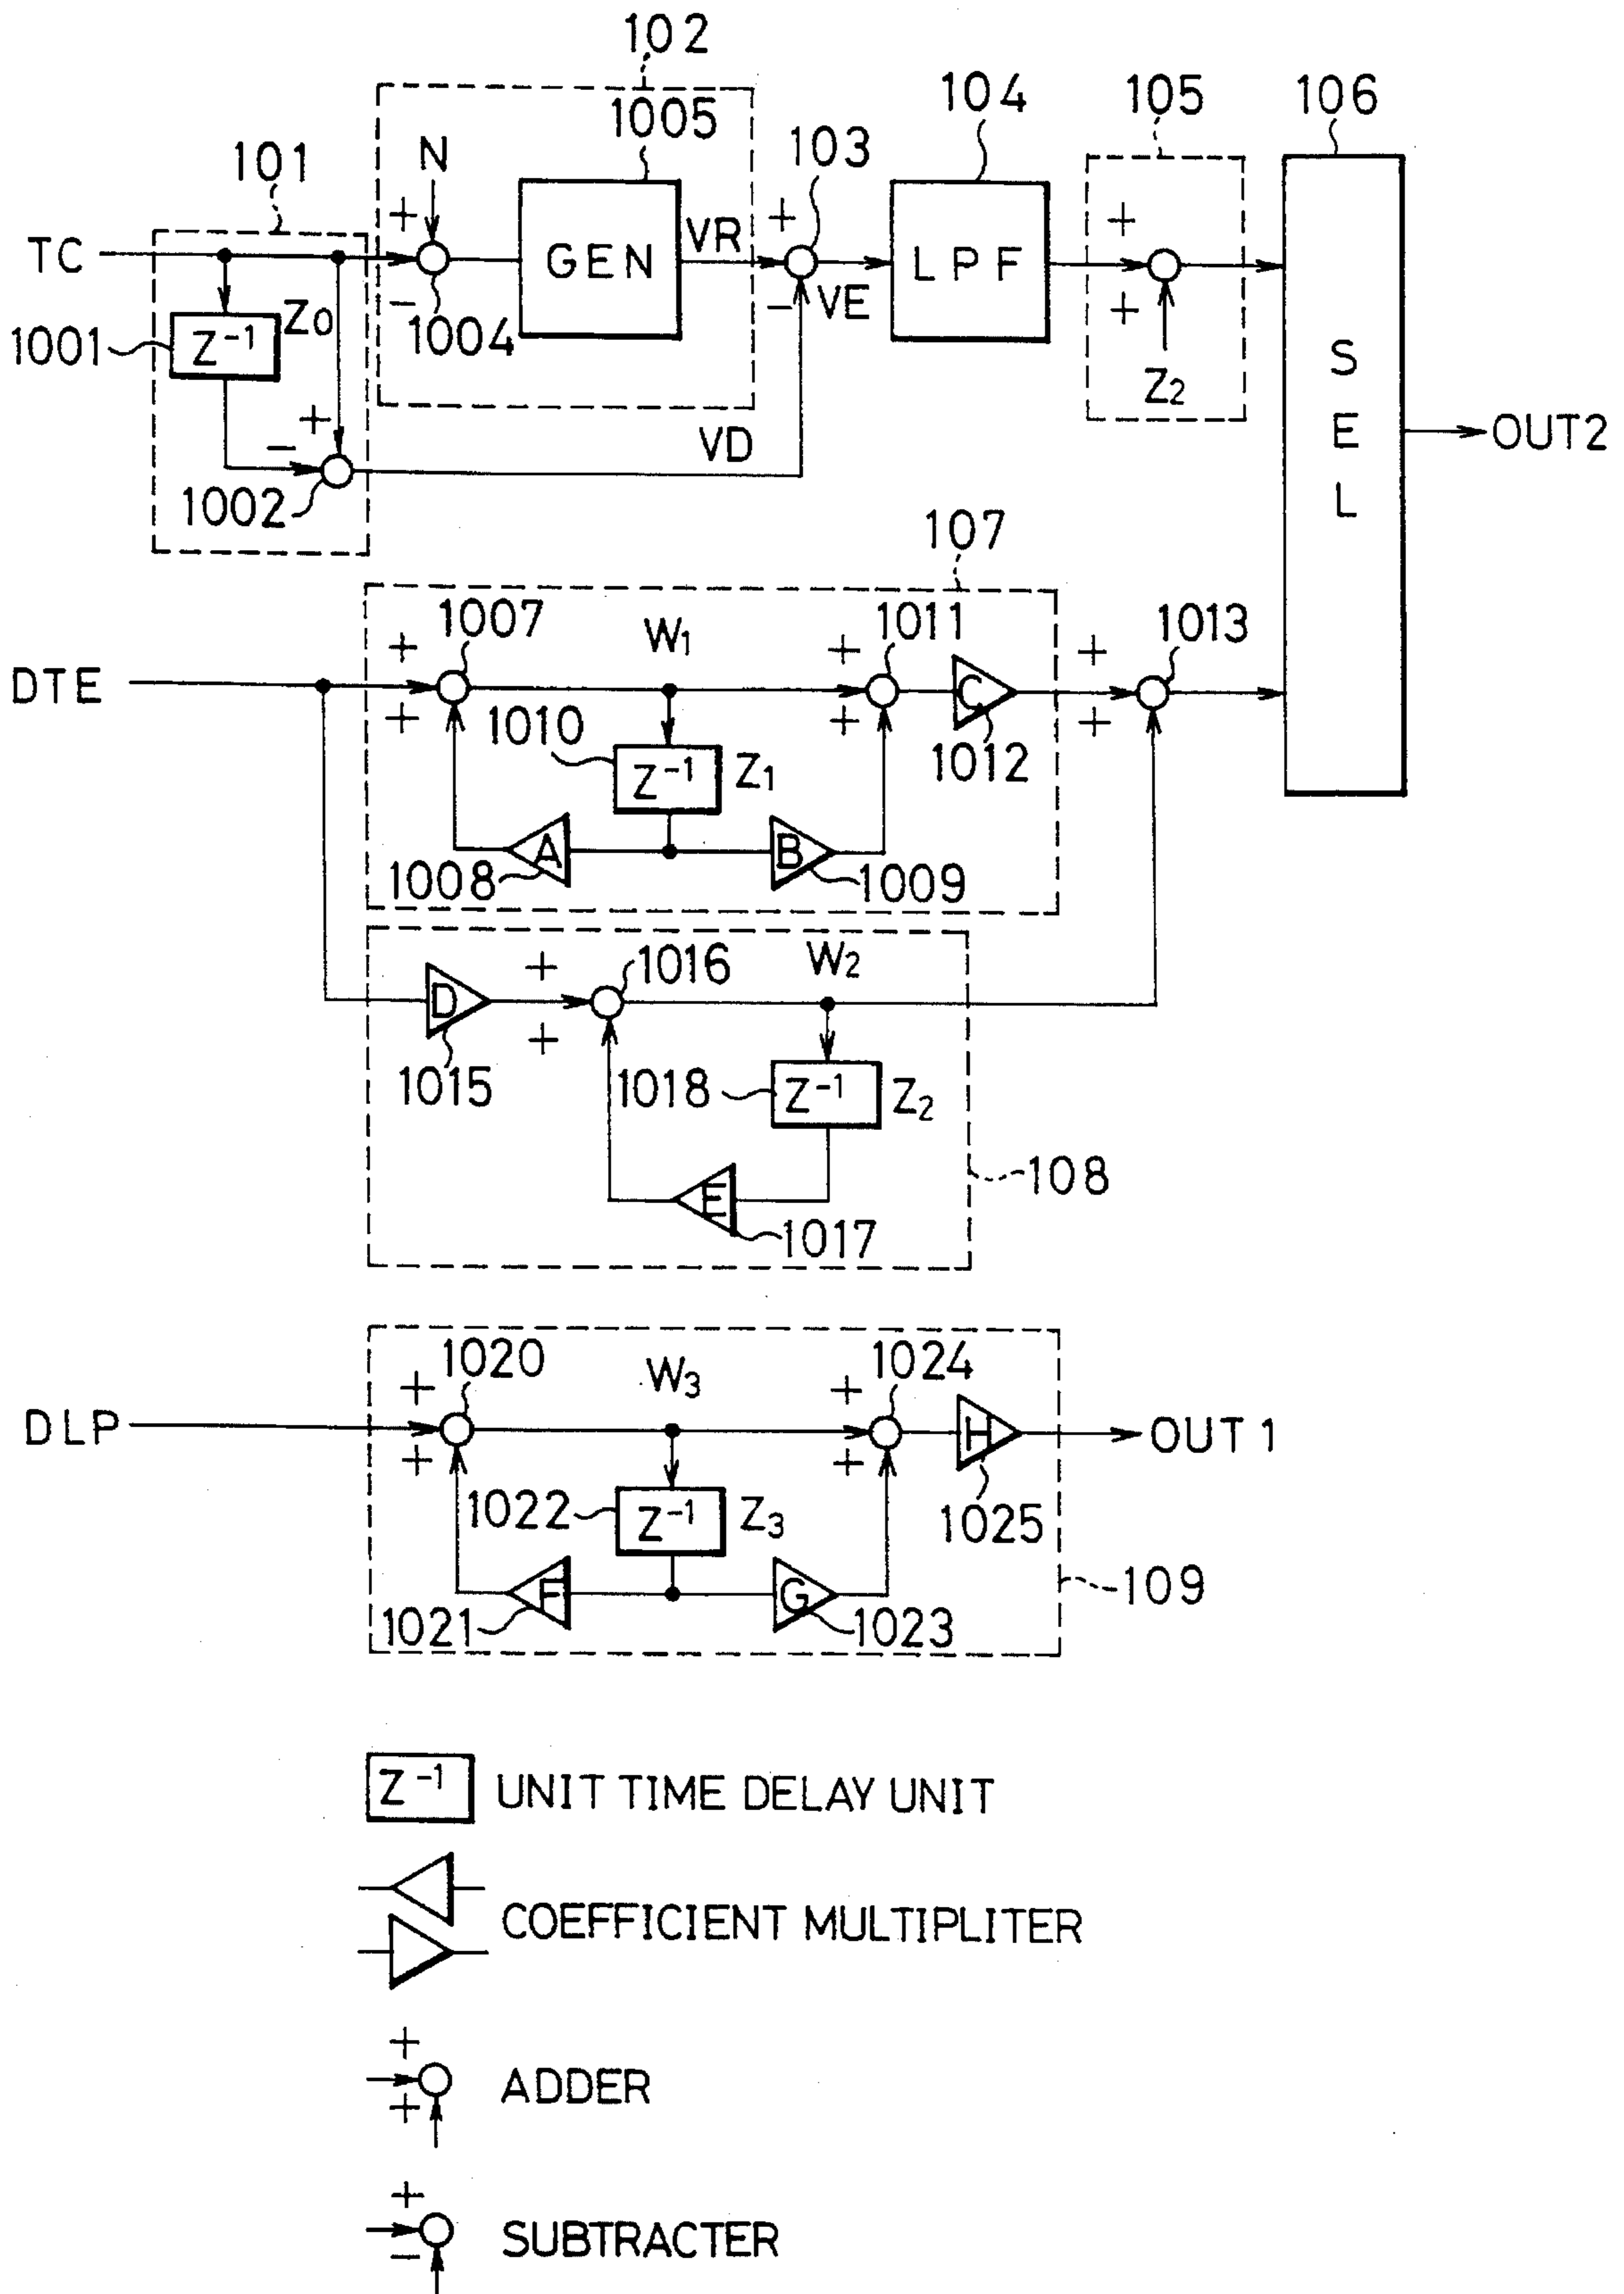 102
1005
104
105
106
101
N
103
+
+
+
TC
VR
GEN
LPF
−
−
VE
+
1004
Z0
1001
Z⁻¹
Z2
S
E
L
+
−
VD
OUT2
1002
107
1007
W1
1011
1013
+
+
+
DTE
+
+
+
1010
C
1012
Z⁻¹
Z1
A
B
1008
1009
+
1016
W2
D
+
1015
1018
Z⁻¹
Z2
E
108
1017
1020
W3
1024
+
+
DLP
H
OUT1
+
+
1022
Z⁻¹
Z3
1025
F
G
109
1021
1023
Z⁻¹ UNIT TIME DELAY UNIT
COEFFICIENT MULTIPLITER
+
+
ADDER
+
−
SUBTRACTER